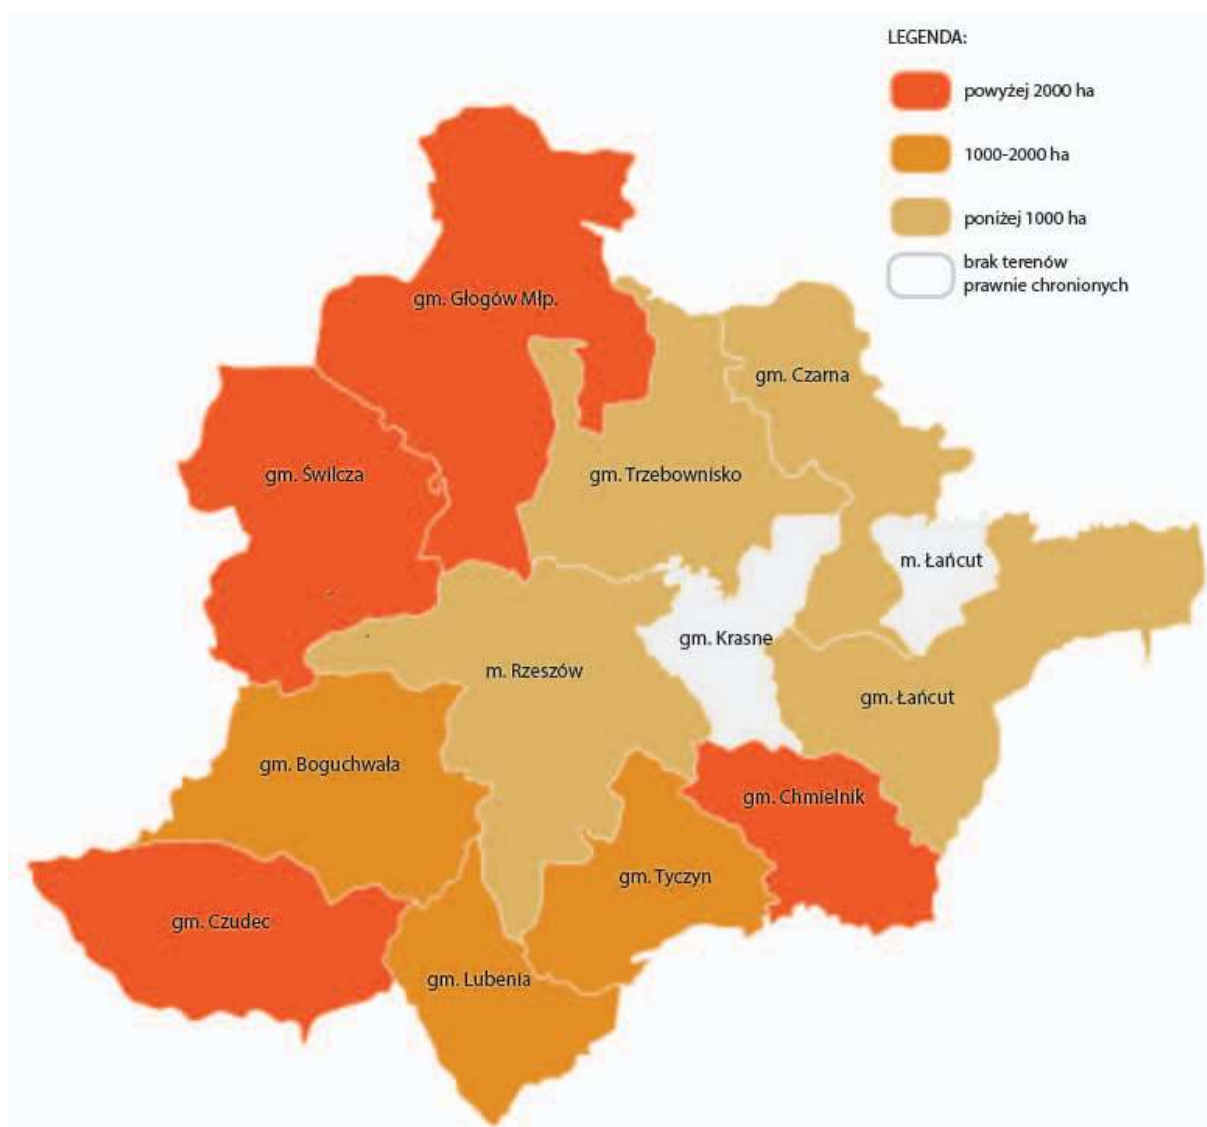 LEGENDA:
powyżej 2000 ha
1000-2000 ha
poniżej 1000 ha
brak terenów
prawnie chronionych
gm. Głogów Młp.
gm. Czarna
gm. Świlcza
gm. Trzebownisko
m. Łańcut
gm. Krasne
m. Rzeszów
gm. Łańcut
gm. Boguchwała
gm. Chmielnik
gm. Tyczyn
gm. Czudec
gm. Lubenia